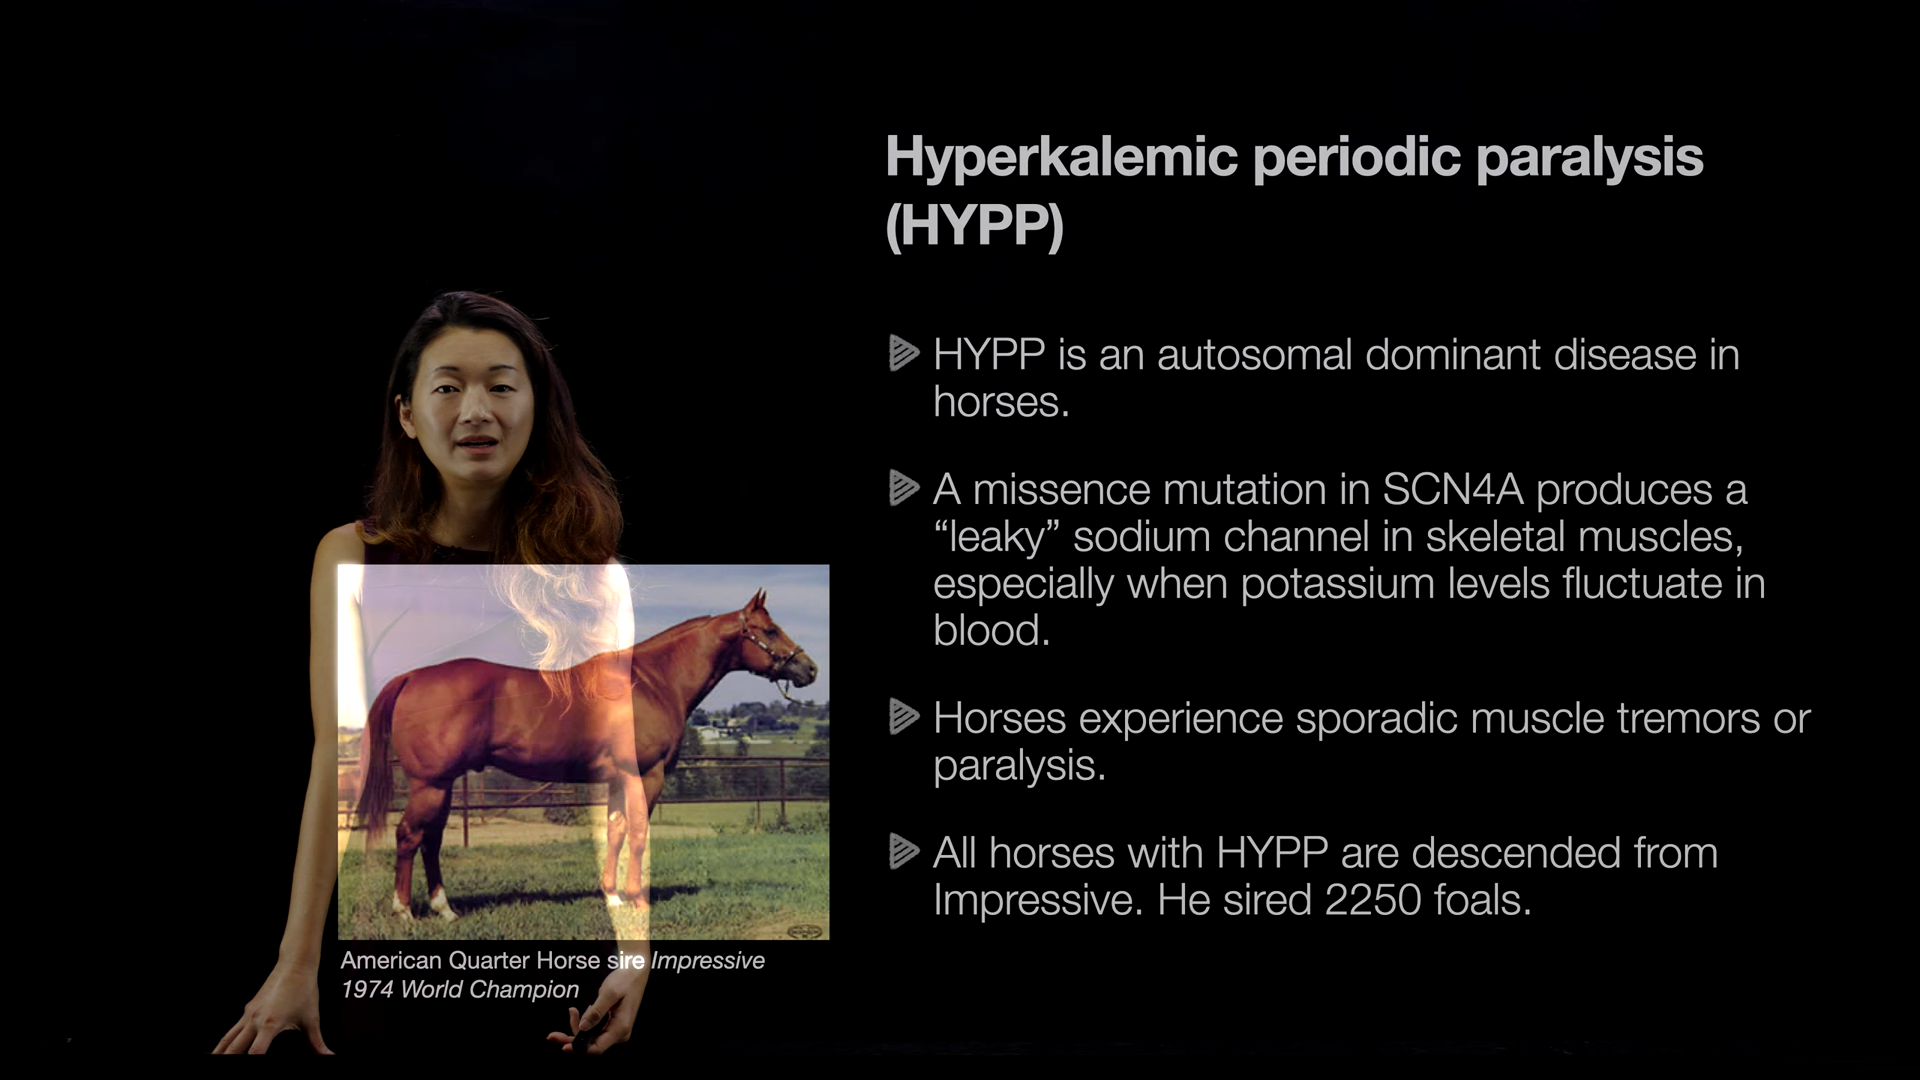 Hyperkalemic periodic paralysis
(HYPP)
HYPP is an autosomal dominant disease in
horses.
A missence mutation in SCN4A produces a
“leaky” sodium channel in skeletal muscles,
especially when potassium levels fluctuate in
blood.
Horses experience sporadic muscle tremors or
paralysis.
All horses with HYPP are descended from
Impressive. He sired 2250 foals.
American Quarter Horse sire Impressive
1974 World Champion